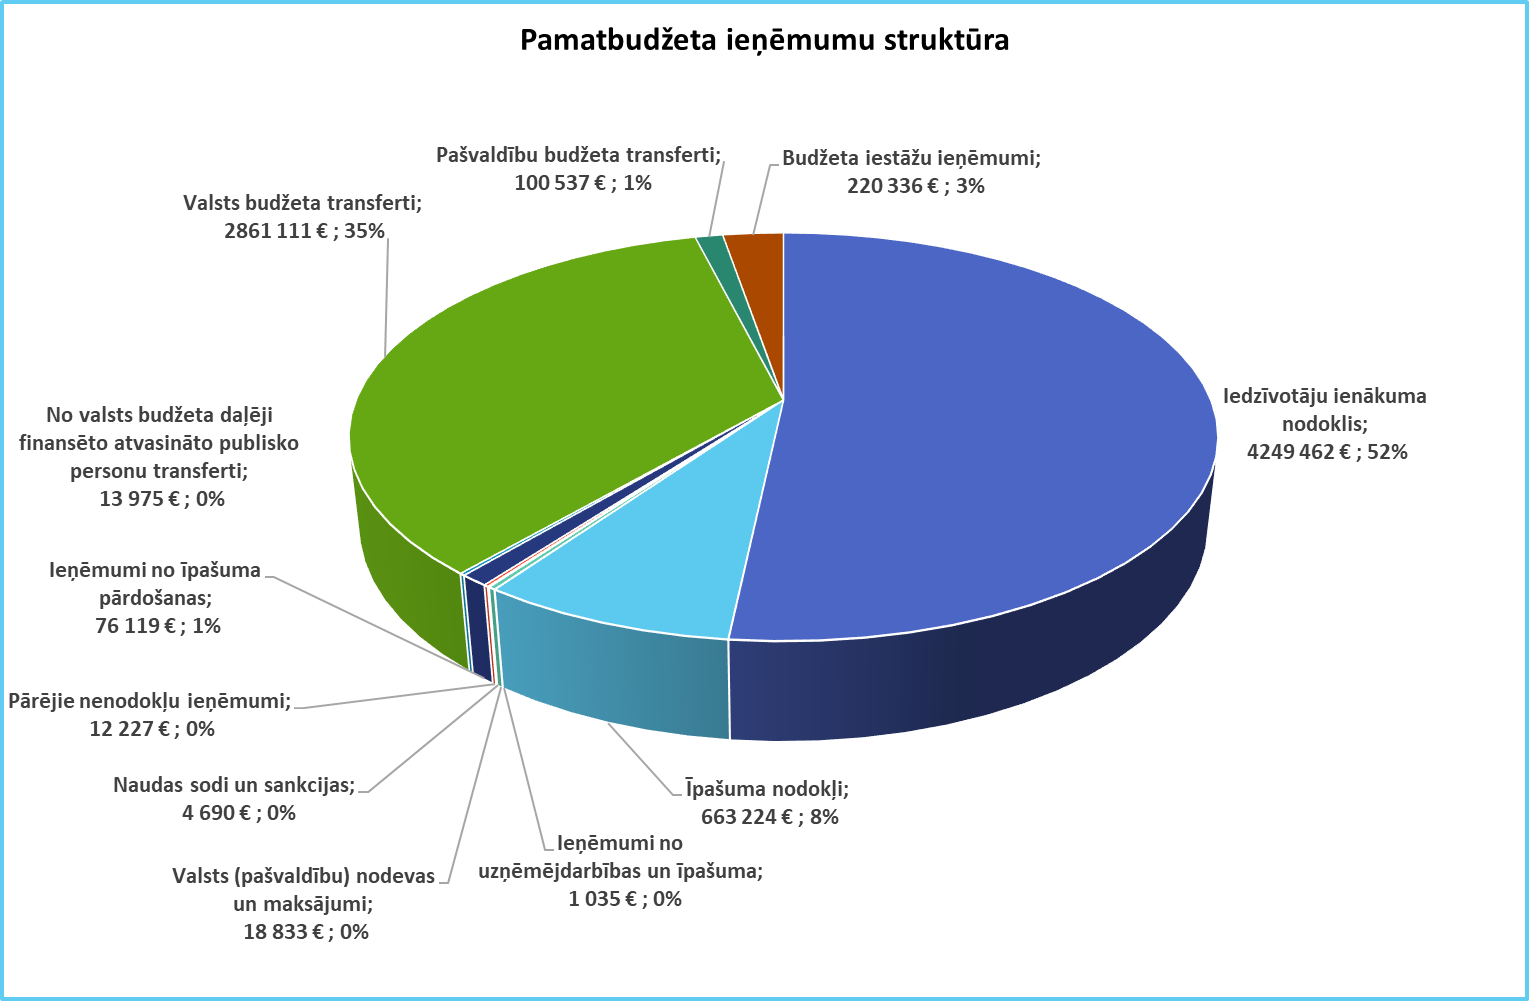 Pamatbudžeta ieņēmumu struktūra
Pašvaldību budžeta transferti;
100 537 € ; 1%
Budžeta iestāžu ieņēmumi;
220 336 € ; 3%
Valsts budžeta transferti;
2861 111 € ; 35%
Iedzīvotāju ienākuma
nodoklis;
4249 462 € ; 52%
No valsts budžeta daļēji
finansēto atvasināto publisko
personu transferti;
13 975 € ; 0%
Ieņēmumi no īpašuma
pārdošanas;
76 119 € ; 1%
Pārējie nenodokļu ieņēmumi;
12 227 € ; 0%
Naudas sodi un sankcijas;
4 690 € ; 0%
Īpašuma nodokļi;
663 224 € ; 8%
Ieņēmumi no
uzņēmējdarbības un īpašuma;
1 035 € ; 0%
Valsts (pašvaldību) nodevas
un maksājumi;
18 833 € ; 0%